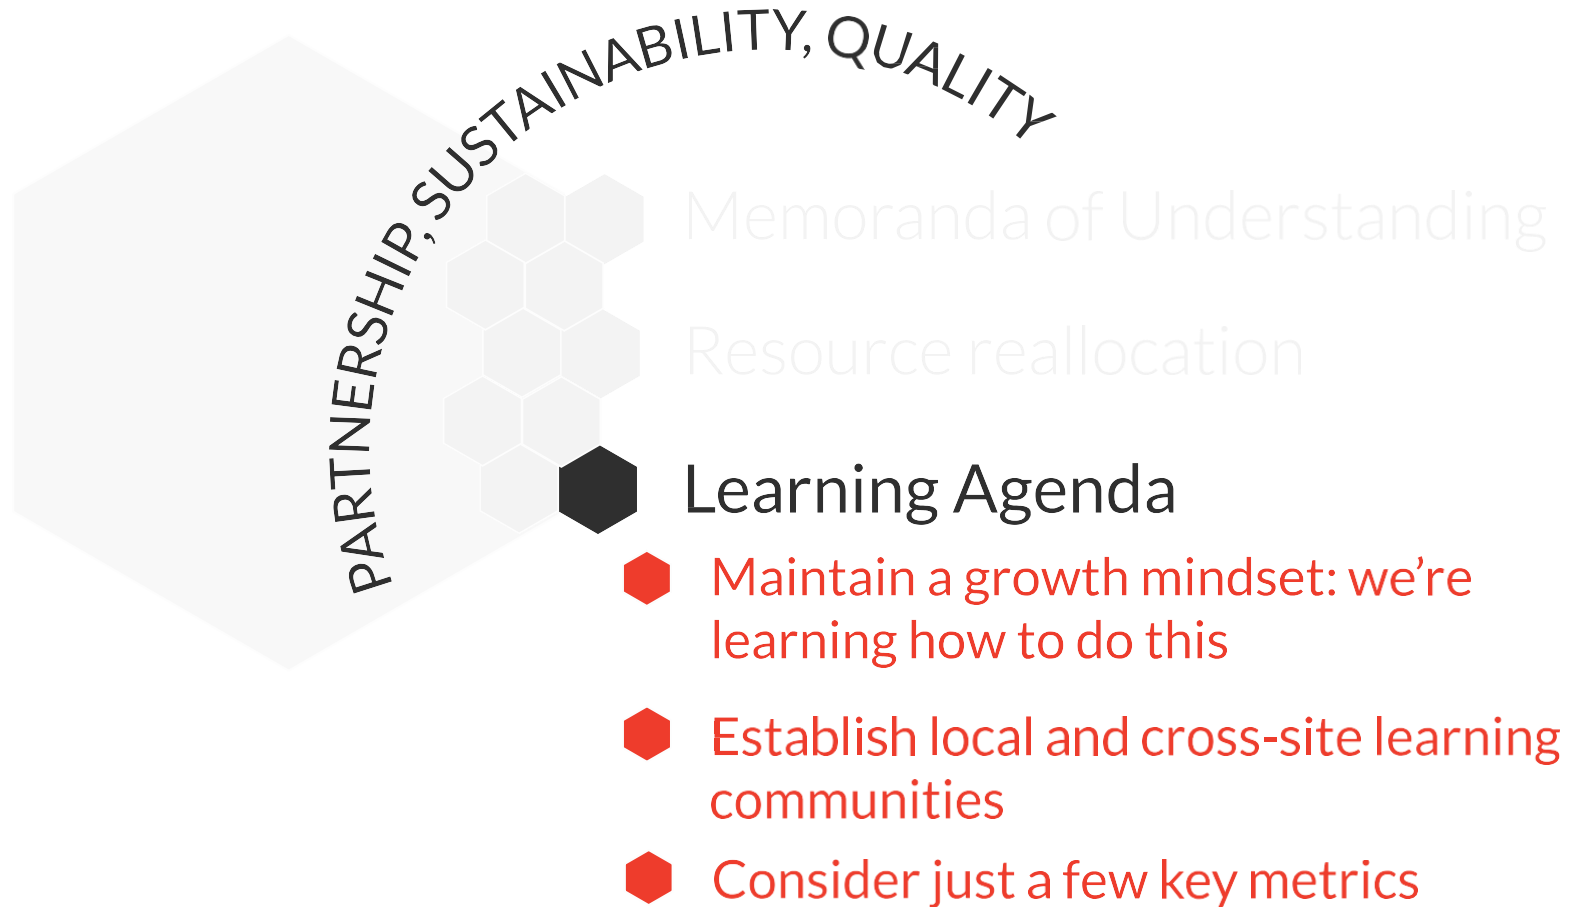 PARTNERSHIP, SUSTAINABILITY, QUALITY
Memoranda of Understanding
Resource reallocation
Learning Agenda
Maintain a growth mindset: we’re
learning how to do this
Establish local and cross-site learning
communities
Consider just a few key metrics